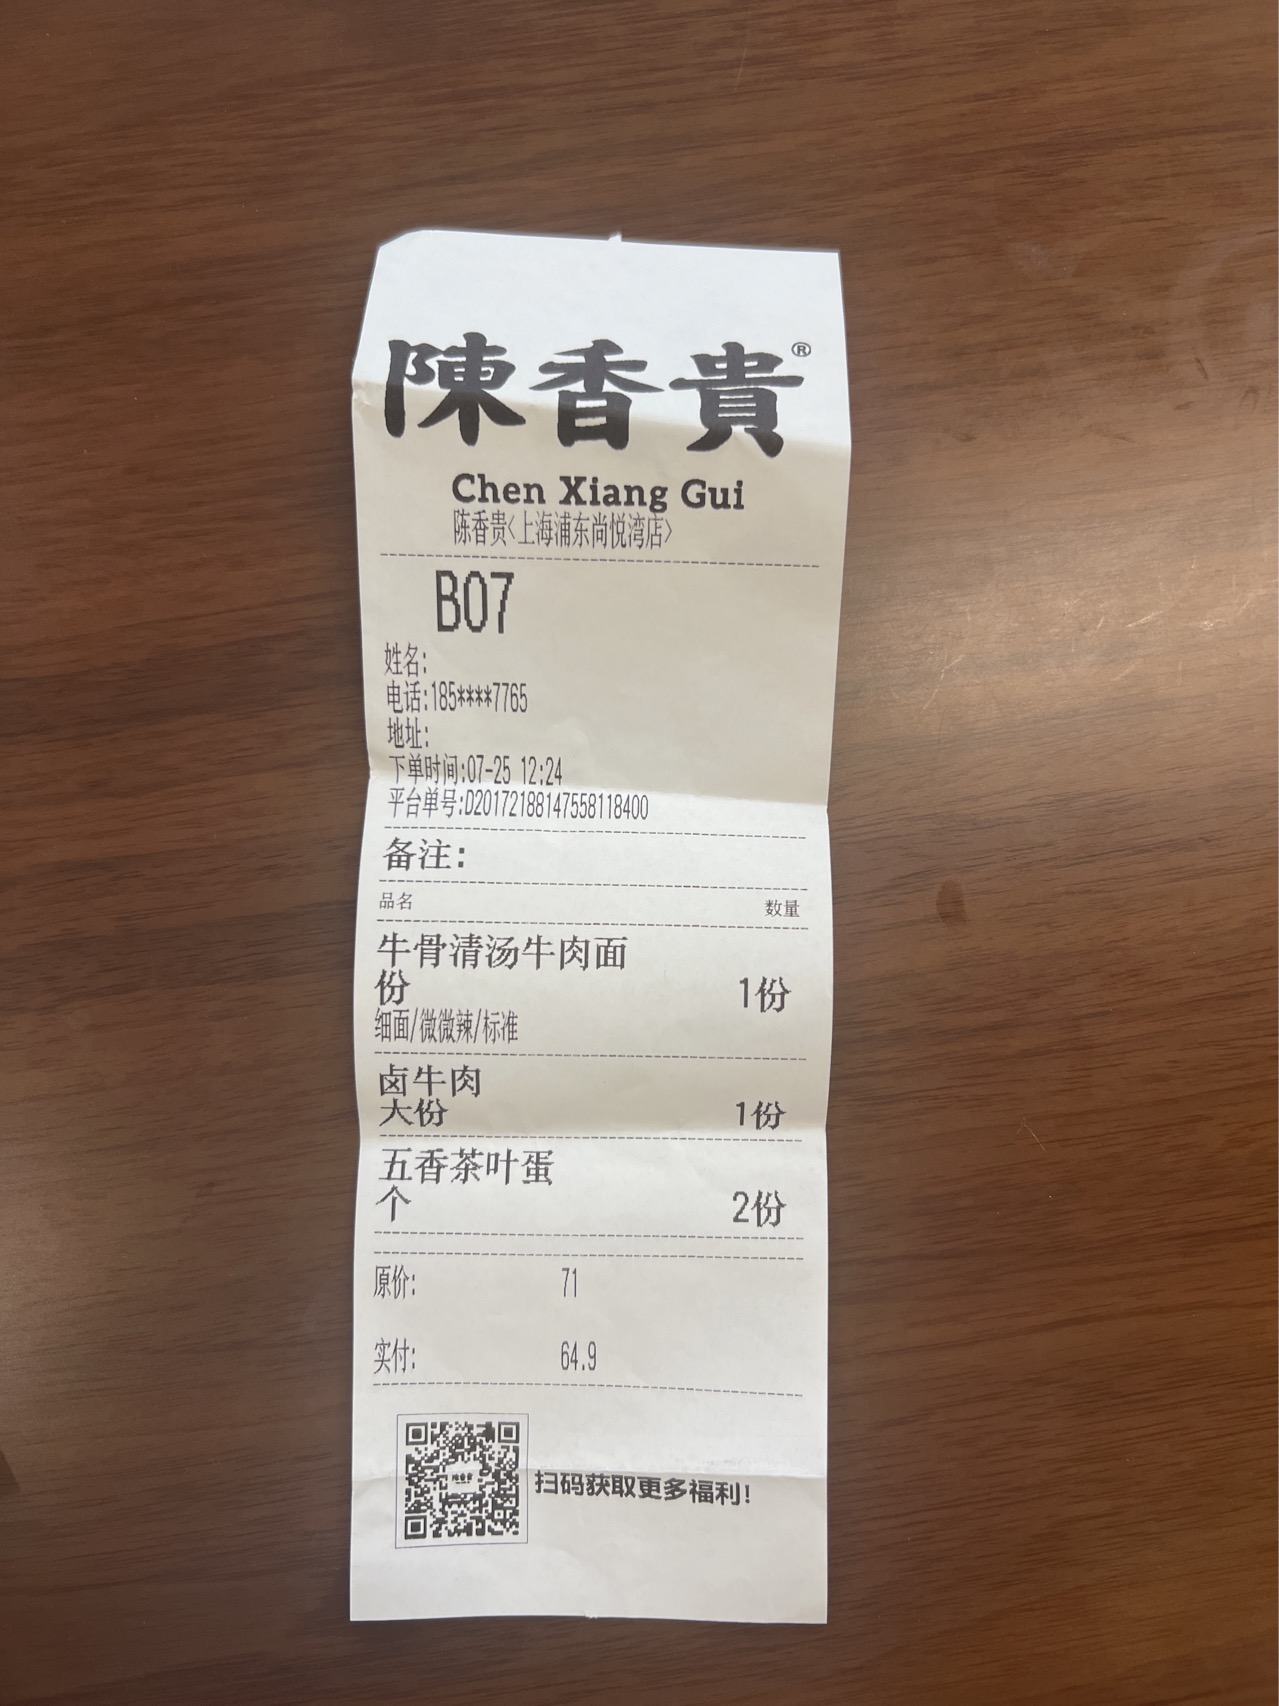 陳香貴®
Chen Xiang Gui
陈香贵<上海浦东尚悦湾店>
B07
姓名:
电话:185****7765
地址:
下单时间:07-25 12:24
平台单号:D20172188147558118400
备注:
品名 数量
牛骨清汤牛肉面
份 1份
细面/微微辣/标准
卤牛肉
大份 1份
五香茶叶蛋
个 2份
原价: 71
实付: 64.9
陳香貴
扫码获取更多福利!